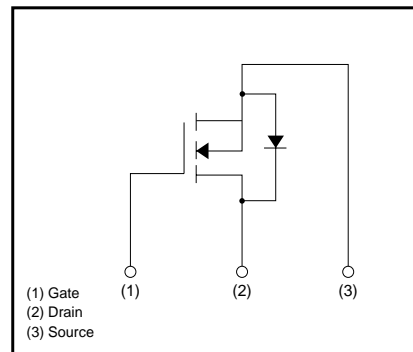 (1) Gate
(2) Drain
(3) Source
(1) (2) (3)